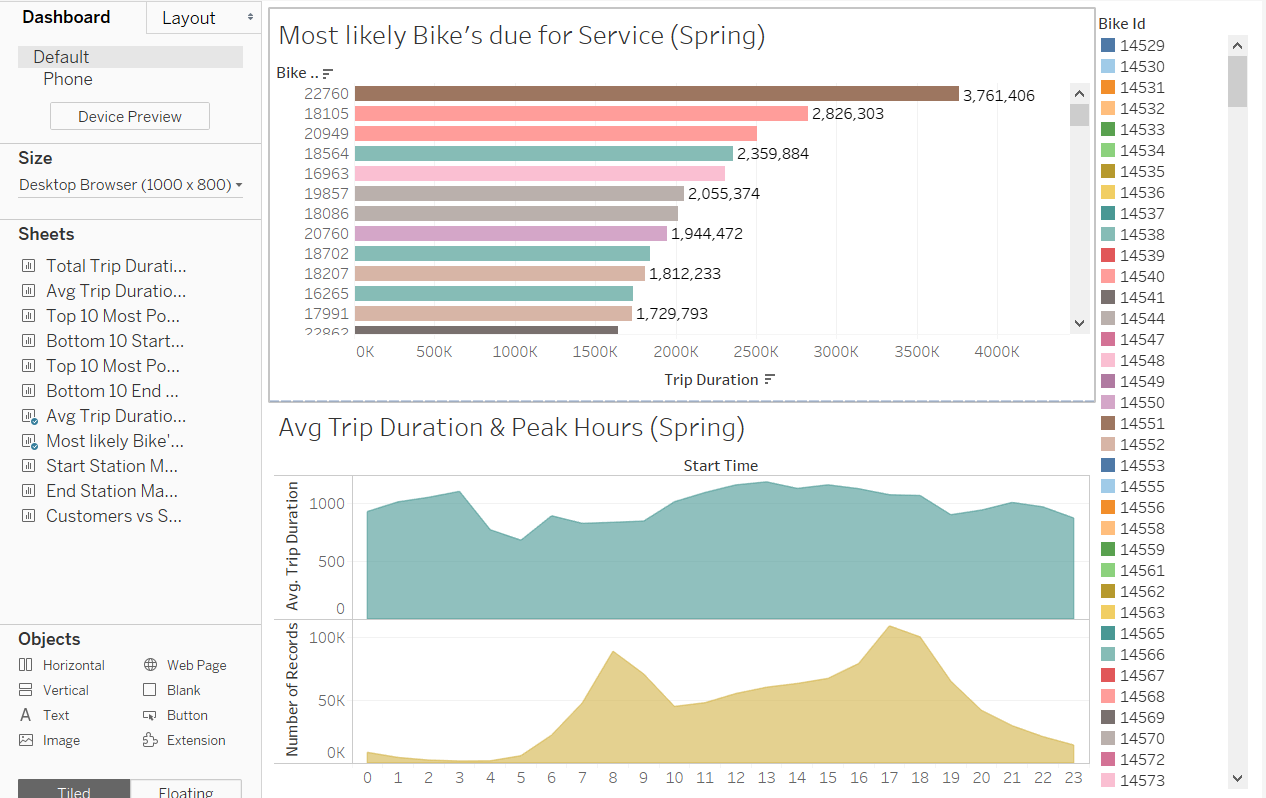 Dashboard
Layout
Default
Phone
Device Preview
Size
Desktop Browser (1000 x 800)
Sheets
Total Trip Durati...
Avg Trip Duratio...
Top 10 Most Po...
Bottom 10 Start...
Top 10 Most Po...
Bottom 10 End ...
Avg Trip Duratio...
Most likely Bike'...
Start Station M...
End Station Ma...
Customers vs S...
Objects
Horizontal
Web Page
Vertical
Blank
A Text
Button
Image
Extension
Tiled
Floating
Most likely Bike's due for Service (Spring)
Bike ..
22760 3,761,406
18105 2,826,303
20949
18564 2,359,884
16963
19857 2,055,374
18086
20760 1,944,472
18702
18207 1,812,233
16265
17991 1,729,793
22862
0K 500K 1000K 1500K 2000K 2500K 3000K 3500K 4000K
Trip Duration
Avg Trip Duration & Peak Hours (Spring)
Start Time
Avg. Trip Duration
1000
500
0
Number of Records
100K
50K
0K
0 1 2 3 4 5 6 7 8 9 10 11 12 13 14 15 16 17 18 19 20 21 22 23
Bike Id
14529
14530
14531
14532
14533
14534
14535
14536
14537
14538
14539
14540
14541
14544
14547
14548
14549
14550
14551
14552
14553
14555
14556
14558
14559
14561
14562
14563
14565
14566
14567
14568
14569
14570
14572
14573